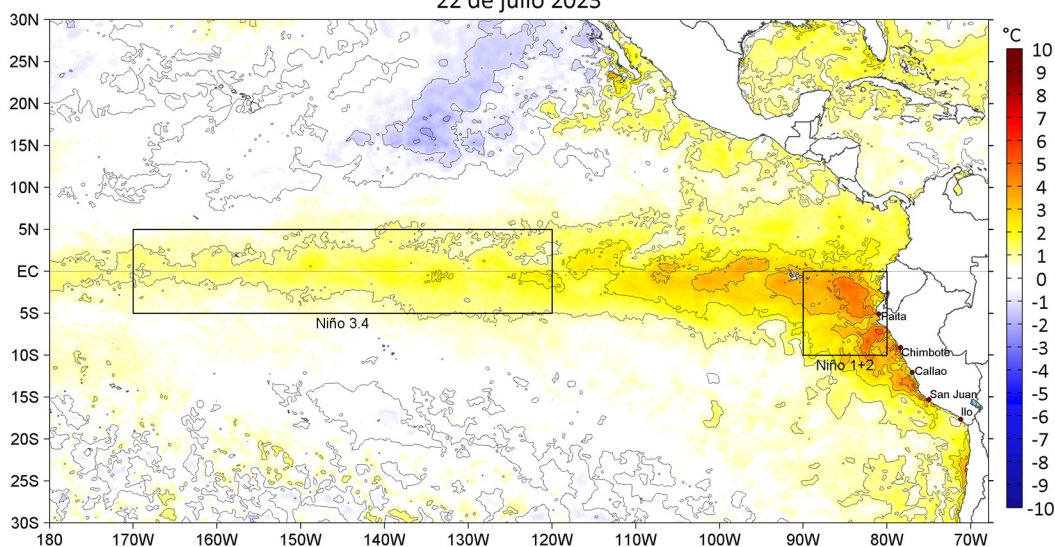 22 de julio 2023
30N
25N
20N
15N
10N
5N
EC
5S
10S
15S
20S
25S
30S
180
170W
160W
150W
140W
130W
120W
110W
100W
90W
80W
70W
Niño 3.4
Niño 1+2
Paita
Chimbote
Callao
San Juan
Ilo
°C
10
9
8
7
6
5
4
3
2
1
0
-1
-2
-3
-4
-5
-6
-7
-8
-9
-10